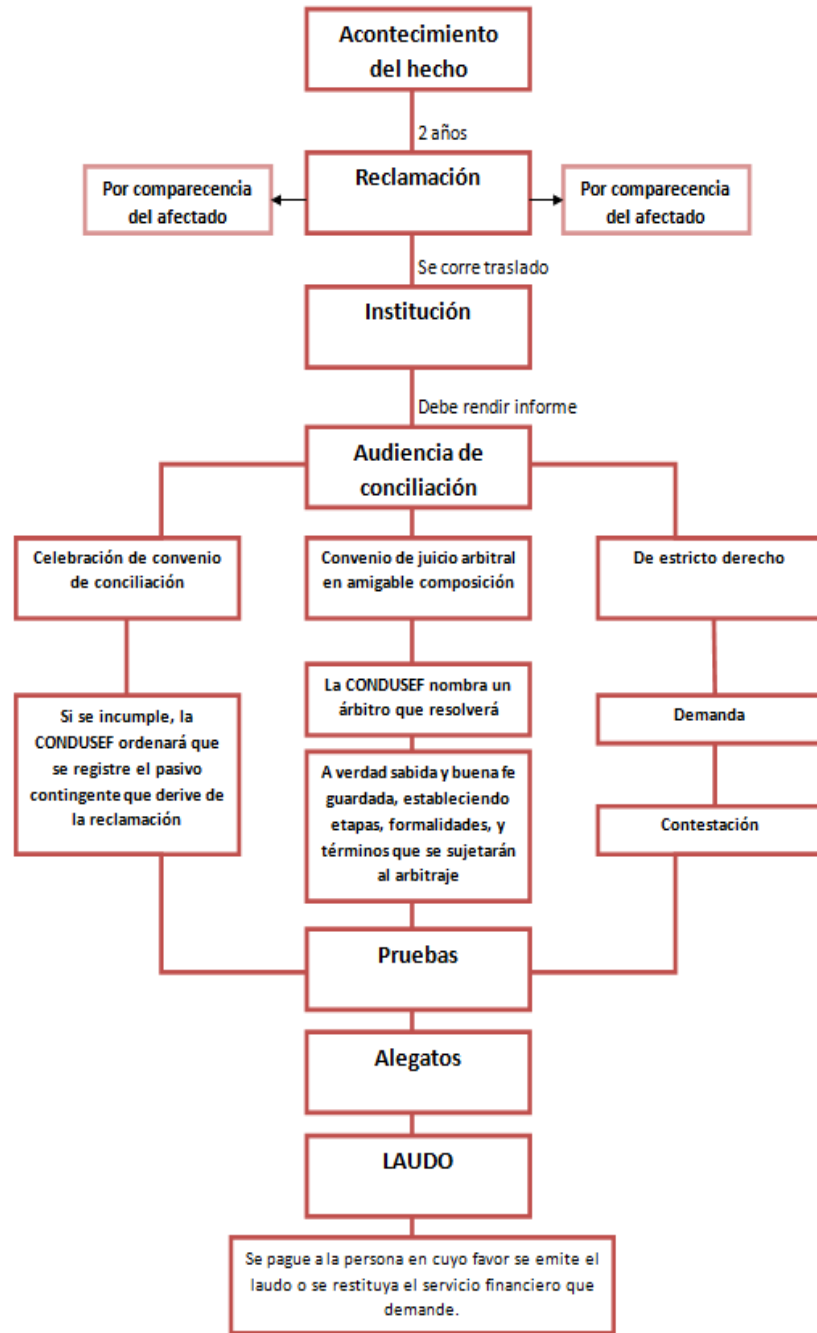 Acontecimiento
del hecho
2 años
Reclamación
Por comparecencia
del afectado
Por comparecencia
del afectado
Se corre traslado
Institución
Debe rendir informe
Audiencia de
conciliación
Celebración de convenio
de conciliación
Convenio de juicio arbitral
en amigable composición
De estricto derecho
Si se incumple, la
CONDUSEF ordenará que
se registre el pasivo
contingente que derive de
la reclamación
La CONDUSEF nombra un
árbitro que resolverá
A verdad sabida y buena fe
guardada, estableciendo
etapas, formalidades, y
términos que se sujetarán
al arbitraje
Demanda
Contestación
Pruebas
Alegatos
LAUDO
Se pague a la persona en cuyo favor se emite el
laudo o se restituya el servicio financiero que
demande.